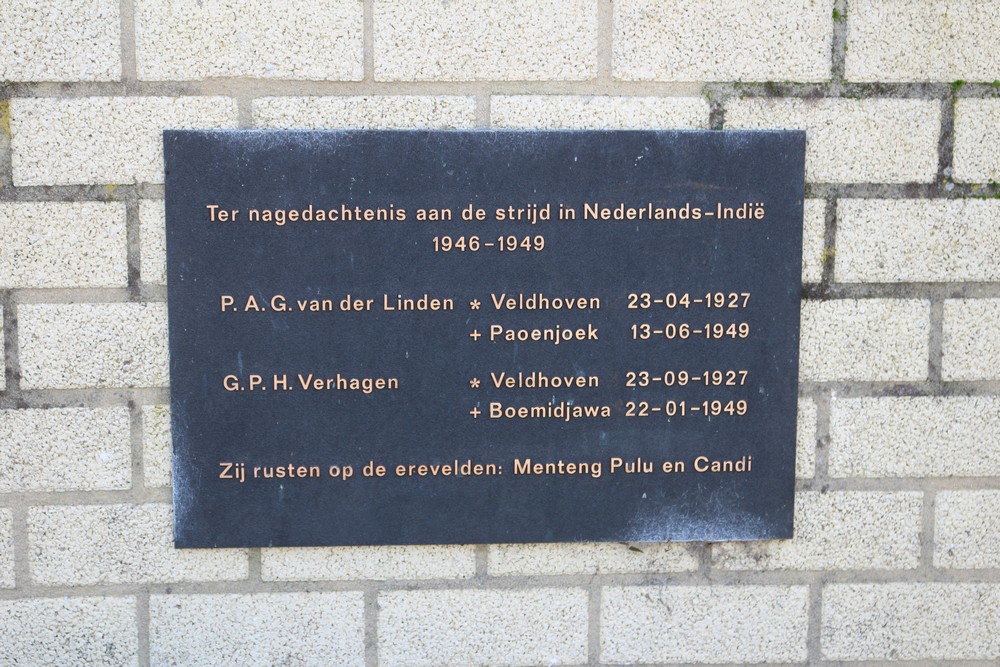 Ter nagedachtenis aan de strijd in Nederlands-Indië
1946-1949
P. A. G. van der Linden * Veldhoven 23-04-1927
+ Paoenjoek 13-06-1949
G. P. H. Verhagen * Veldhoven 23-09-1927
+ Boemidjawa 22-01-1949
Zij rusten op de erevelden: Menteng Pulu en Candi